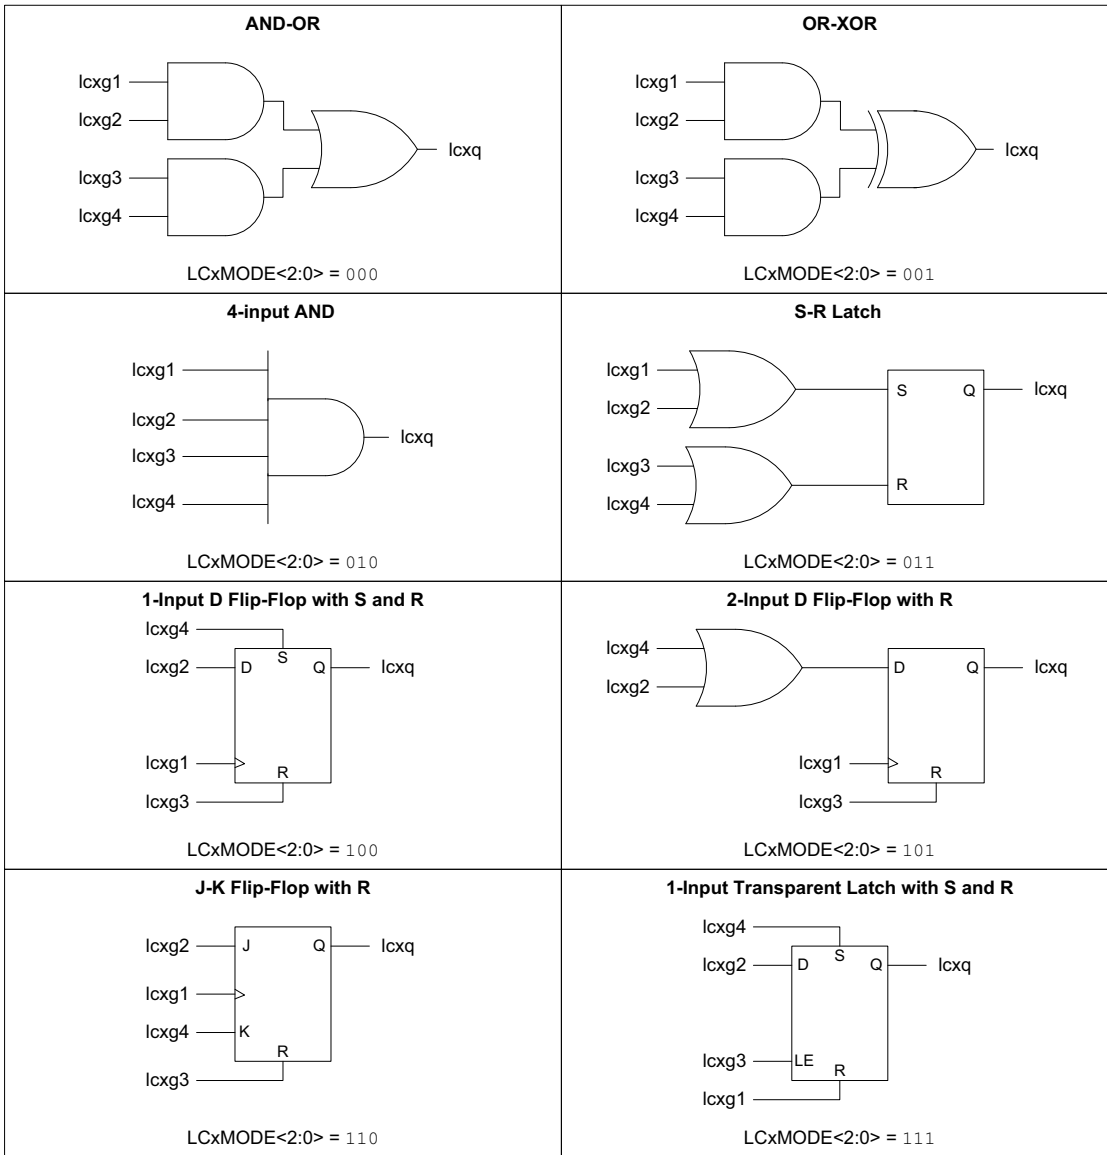 AND-OR
lcxg1
lcxg2
lcxg3
lcxg4
lcxq
LCxMODE<2:0> = 000
OR-XOR
lcxg1
lcxg2
lcxg3
lcxg4
lcxq
LCxMODE<2:0> = 001
4-input AND
lcxg1
lcxg2
lcxg3
lcxg4
lcxq
LCxMODE<2:0> = 010
S-R Latch
lcxg1
lcxg2
lcxg3
lcxg4
S
Q
lcxq
R
LCxMODE<2:0> = 011
1-Input D Flip-Flop with S and R
lcxg4
S
lcxg2
D
Q
lcxq
lcxg1
R
lcxg3
LCxMODE<2:0> = 100
2-Input D Flip-Flop with R
lcxg4
lcxg2
D
Q
lcxq
lcxg1
R
lcxg3
LCxMODE<2:0> = 101
J-K Flip-Flop with R
lcxg2
J
Q
lcxq
lcxg1
lcxg4
K
R
lcxg3
LCxMODE<2:0> = 110
1-Input Transparent Latch with S and R
lcxg4
S
lcxg2
D
Q
lcxq
lcxg3
LE
R
lcxg1
LCxMODE<2:0> = 111